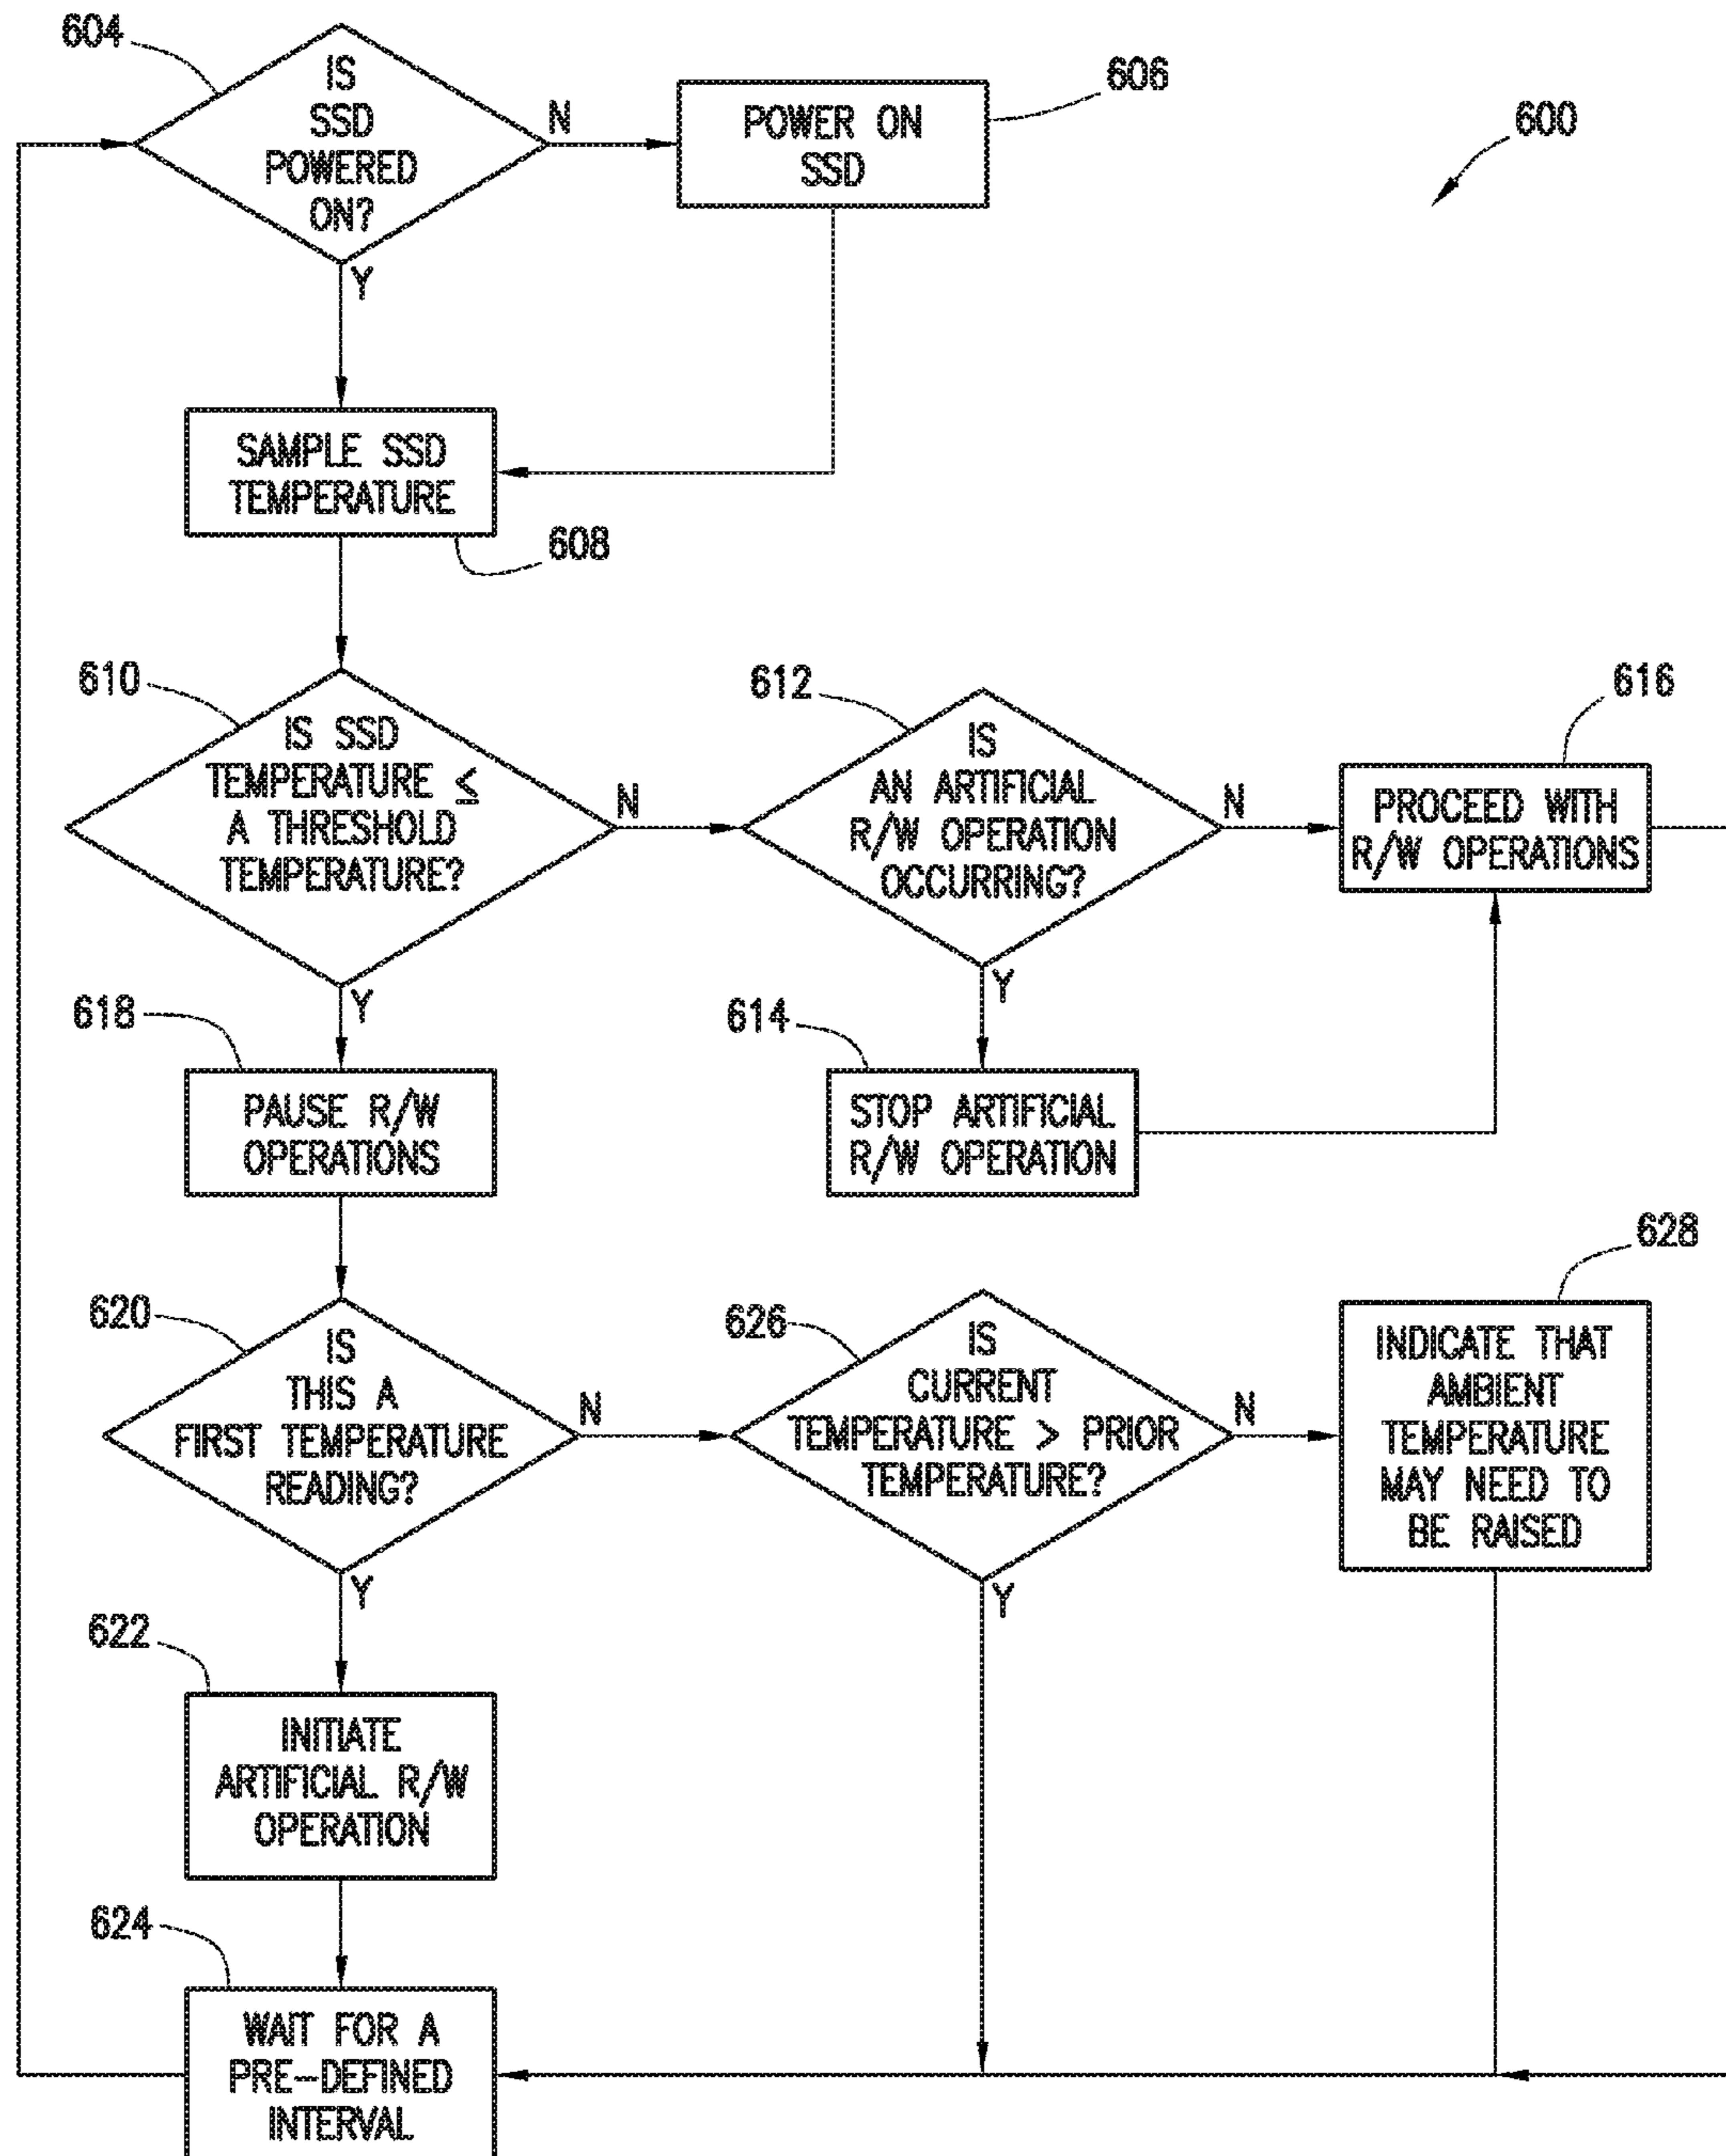 604
IS
SSD
POWERED
ON?
N
Y
606
POWER ON
SSD
600
SAMPLE SSD
TEMPERATURE
608
610
IS SSD
TEMPERATURE ≤
A THRESHOLD
TEMPERATURE?
N
Y
612
IS
AN ARTIFICIAL
R/W OPERATION
OCCURRING?
N
Y
616
PROCEED WITH
R/W OPERATIONS
618
PAUSE R/W
OPERATIONS
614
STOP ARTIFICIAL
R/W OPERATION
620
IS
THIS A
FIRST TEMPERATURE
READING?
N
Y
626
IS
CURRENT
TEMPERATURE > PRIOR
TEMPERATURE?
N
Y
628
INDICATE THAT
AMBIENT
TEMPERATURE
MAY NEED TO
BE RAISED
622
INITIATE
ARTIFICIAL R/W
OPERATION
624
WAIT FOR A
PRE-DEFINED
INTERVAL